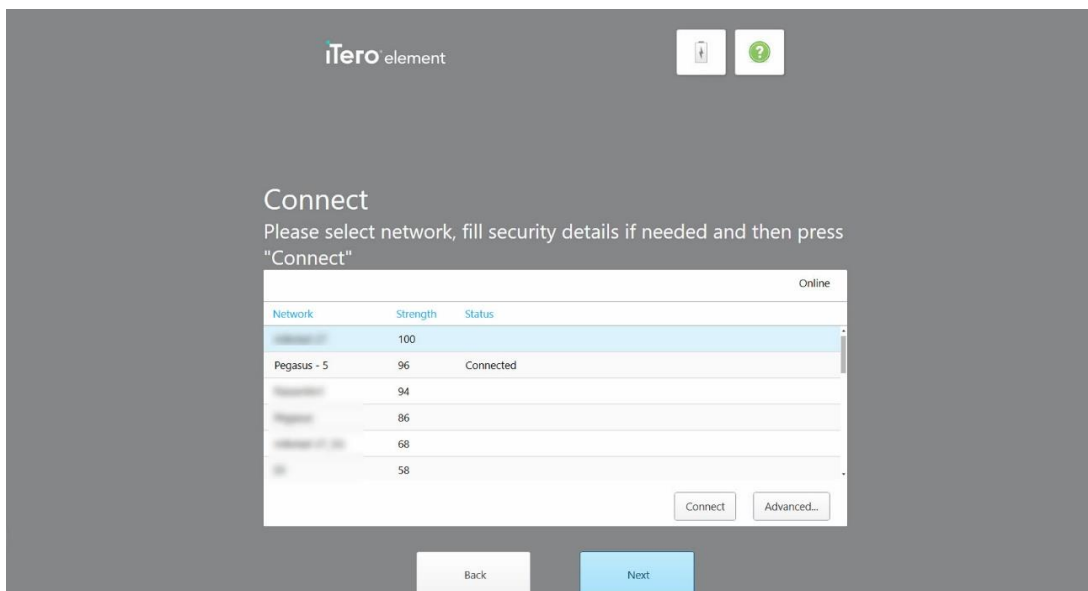 iTero element
Connect
Please select network, fill security details if needed and then press
"Connect"
Online
Network Strength Status
100
Pegasus - 5 96 Connected
94
86
68
58
Connect Advanced...
Back Next